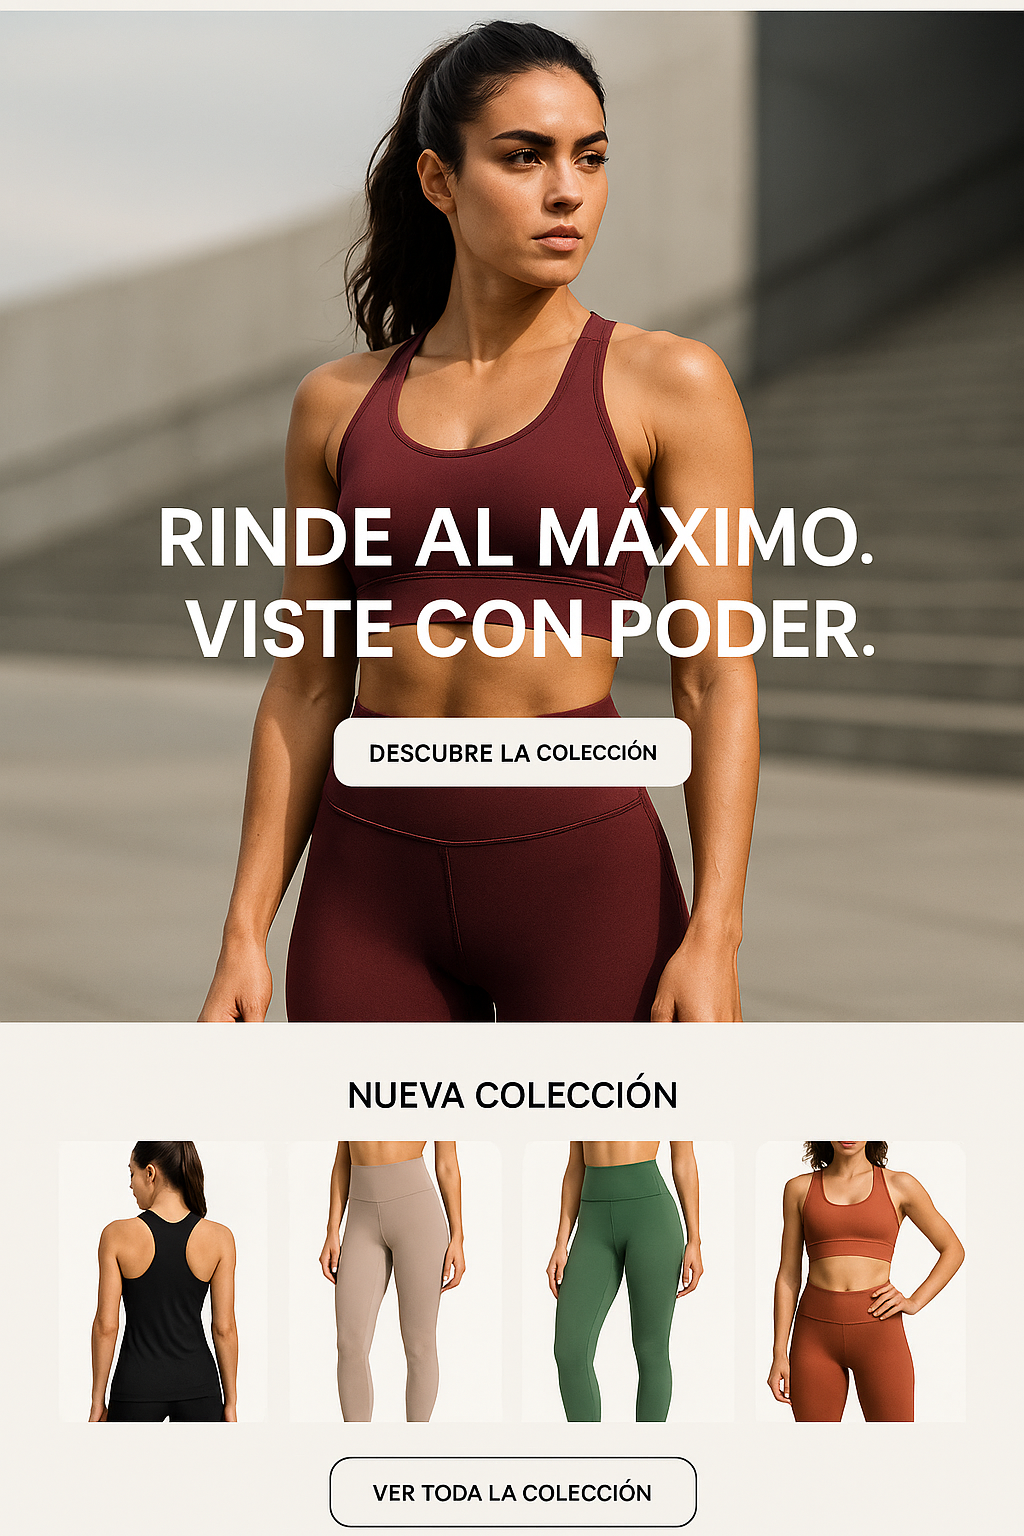 RINDE AL MÁXIMO.
VISTE CON PODER.
DESCUBRE LA COLECCIÓN
NUEVA COLECCIÓN
VER TODA LA COLECCIÓN